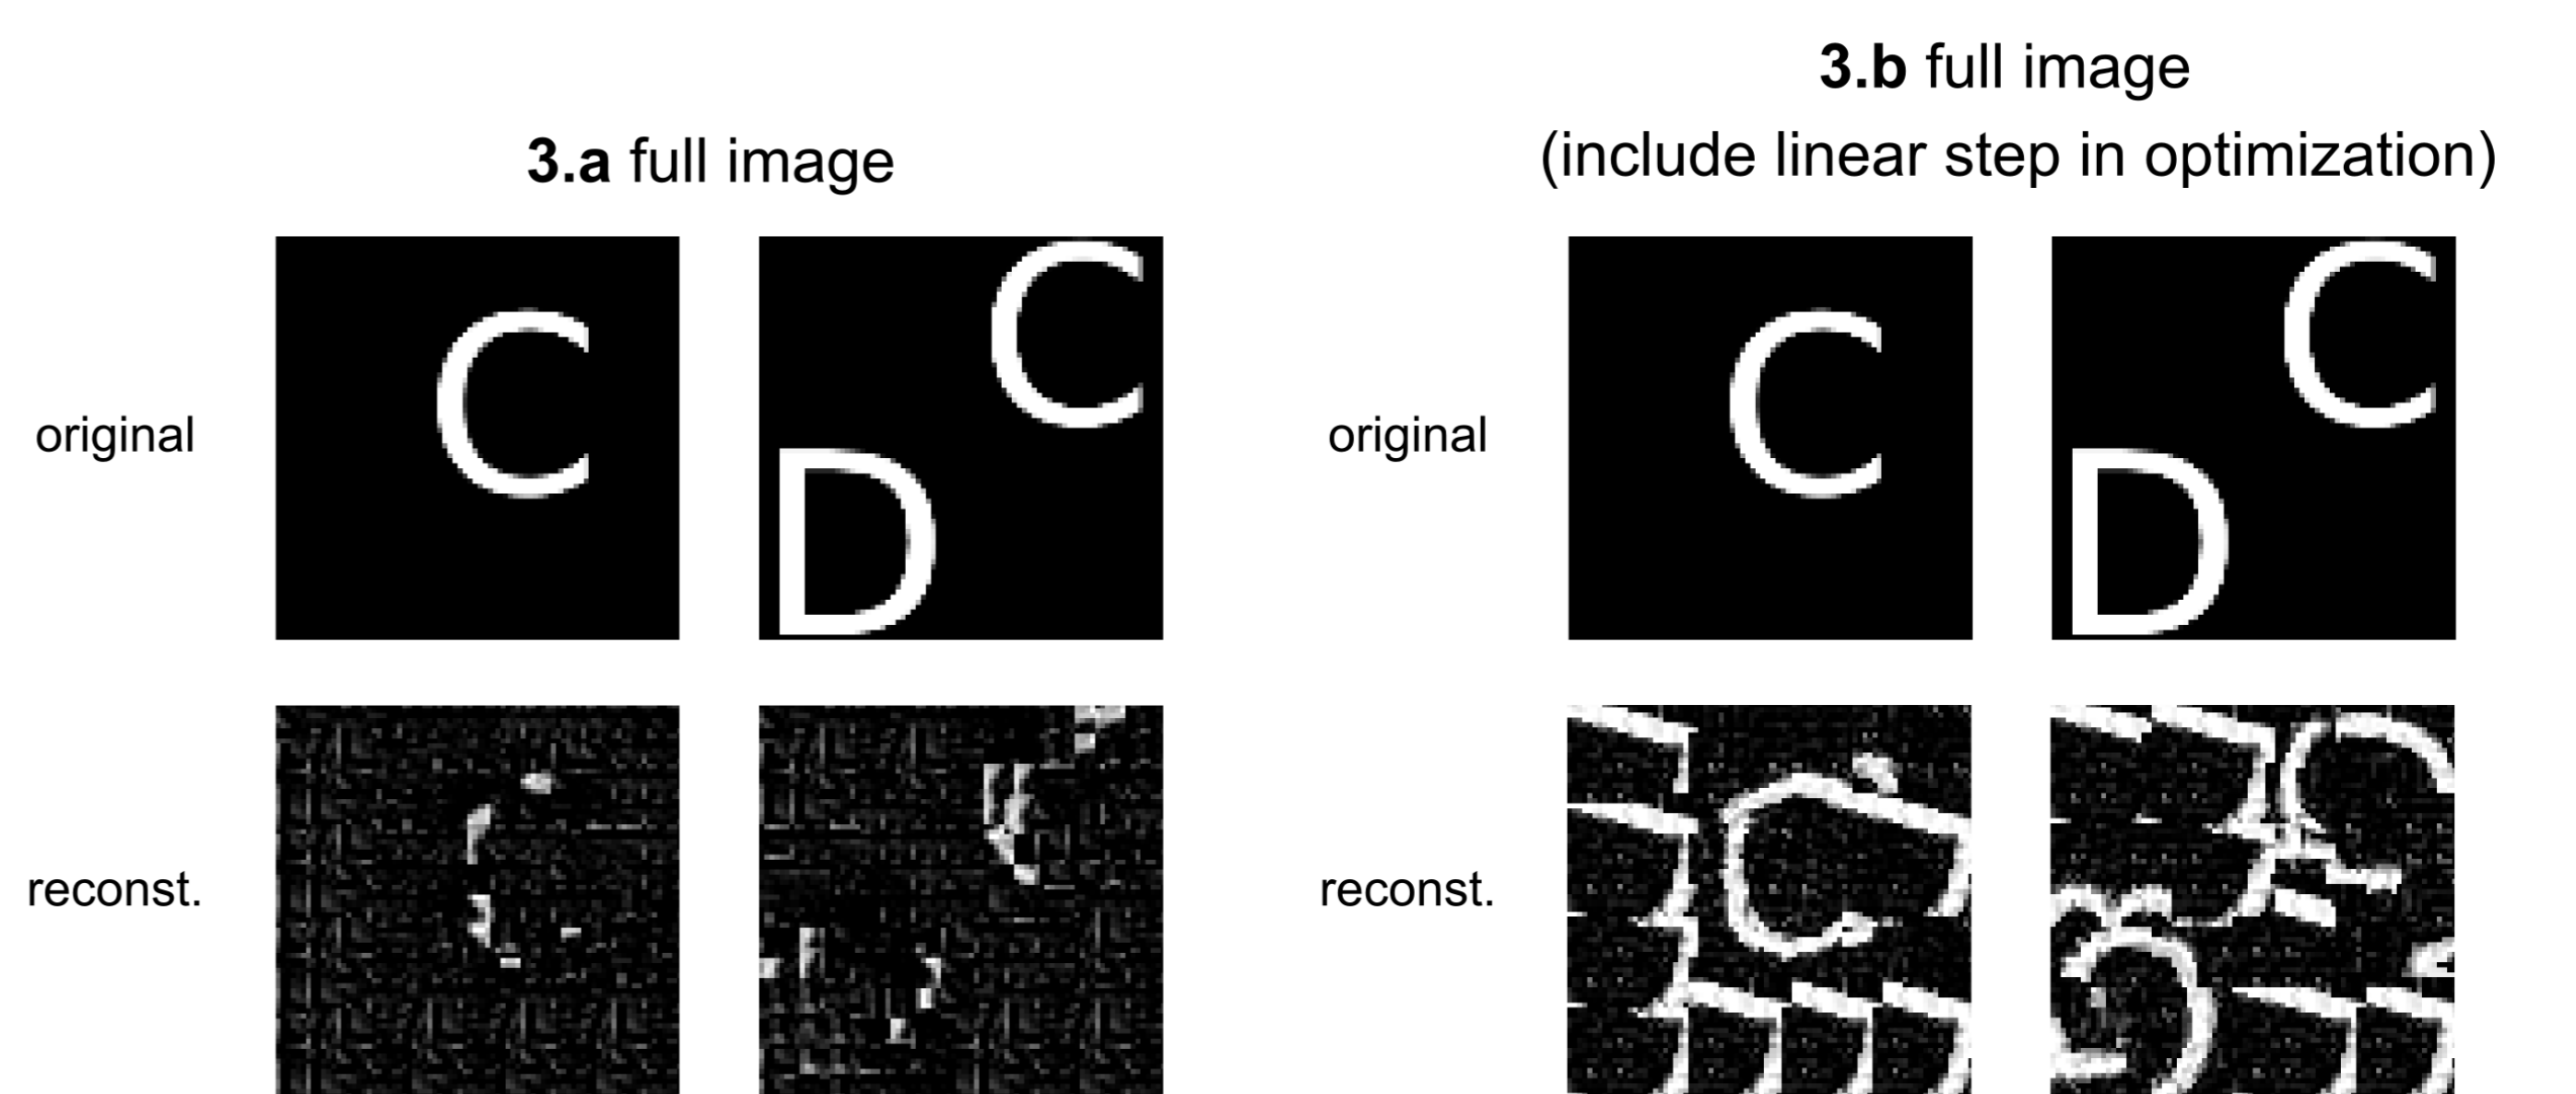 3.a full image
3.b full image
(include linear step in optimization)
original
C
C
D
original
C
C
D
reconst.
reconst.